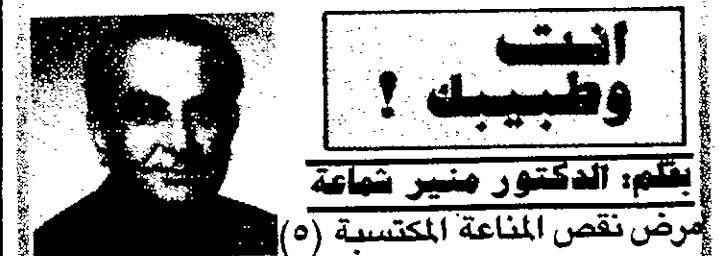 انت
وطبيبك !
بقلم: الدكتور منير شماعة
مرض نقص المناعة المكتسبة (٥)